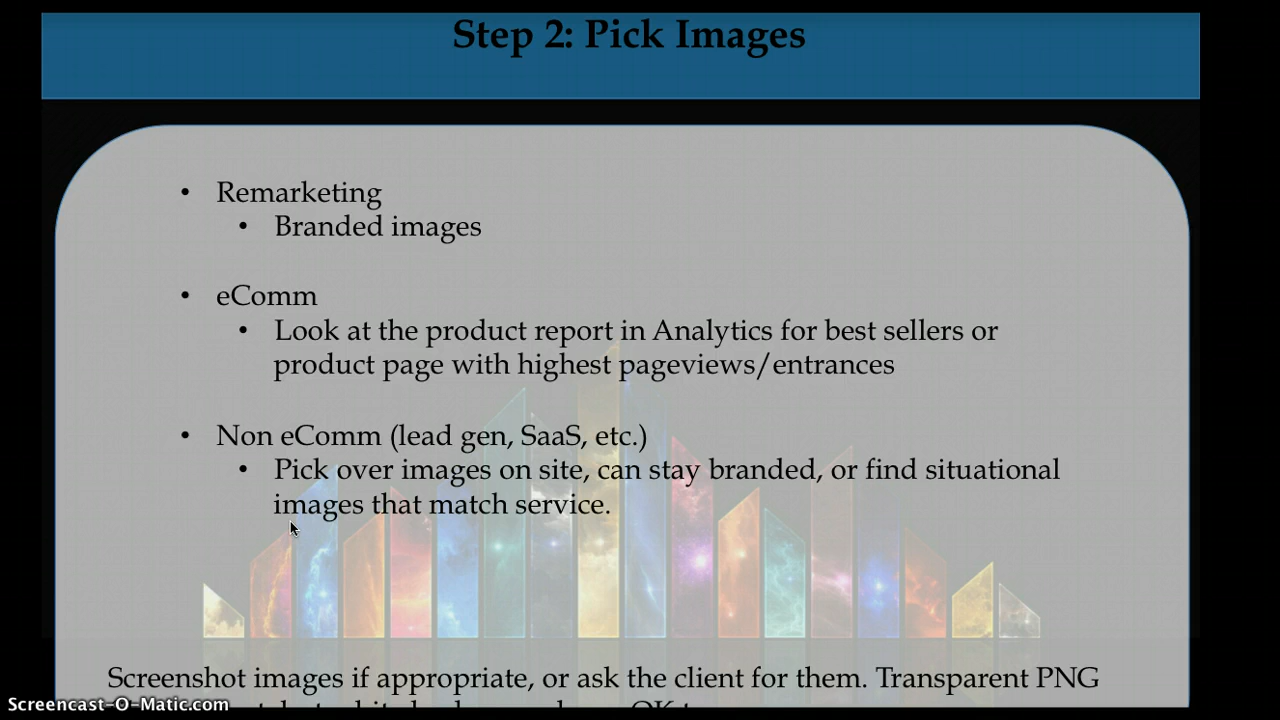 Step 2: Pick Images
• Remarketing
• Branded images
• eComm
• Look at the product report in Analytics for best sellers or
product page with highest pageviews/entrances
• Non eComm (lead gen, SaaS, etc.)
• Pick over images on site, can stay branded, or find situational
images that match service.
Screenshot images if appropriate, or ask the client for them. Transparent PNG
Screencast-O-Matic.com